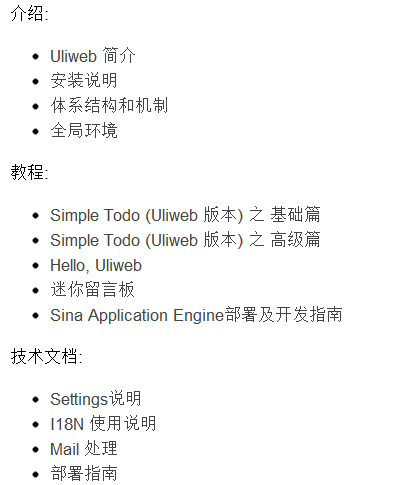 介绍:
Uliweb 简介
安装说明
体系结构和机制
全局环境
教程:
Simple Todo (Uliweb 版本) 之 基础篇
Simple Todo (Uliweb 版本) 之 高级篇
Hello, Uliweb
迷你留言板
Sina Application Engine部署及开发指南
技术文档:
Settings说明
I18N 使用说明
Mail 处理
部署指南